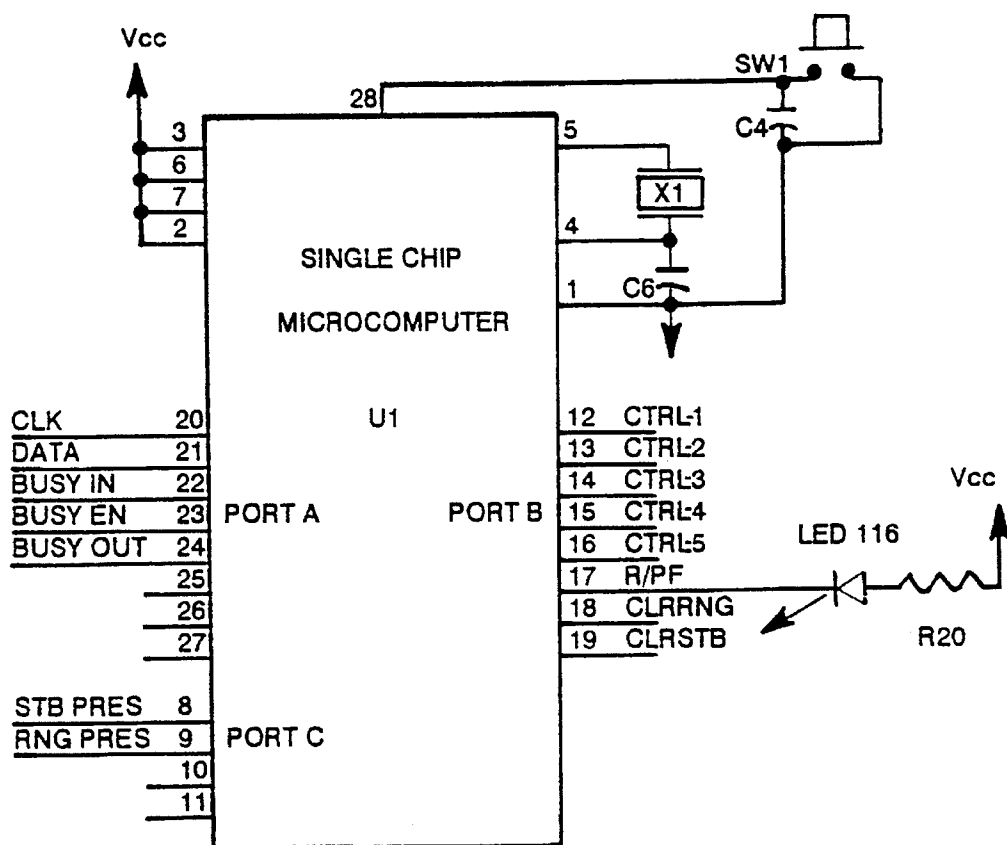 Vcc
SW1
28
C4
3
5
6
X1
7
2
4
SINGLE CHIP
C6
1
MICROCOMPUTER
U1
CLK 20
12 CTRL-1
DATA 21
13 CTRL-2
BUSY IN 22
14 CTRL-3
Vcc
BUSY EN 23 PORT A
PORT B 15 CTRL-4
BUSY OUT 24
16 CTRL-5
LED 116
25
17 R/PF
26
18 CLRRNG
27
19 CLRSTB
R20
STB PRES 8
RNG PRES 9 PORT C
10
11